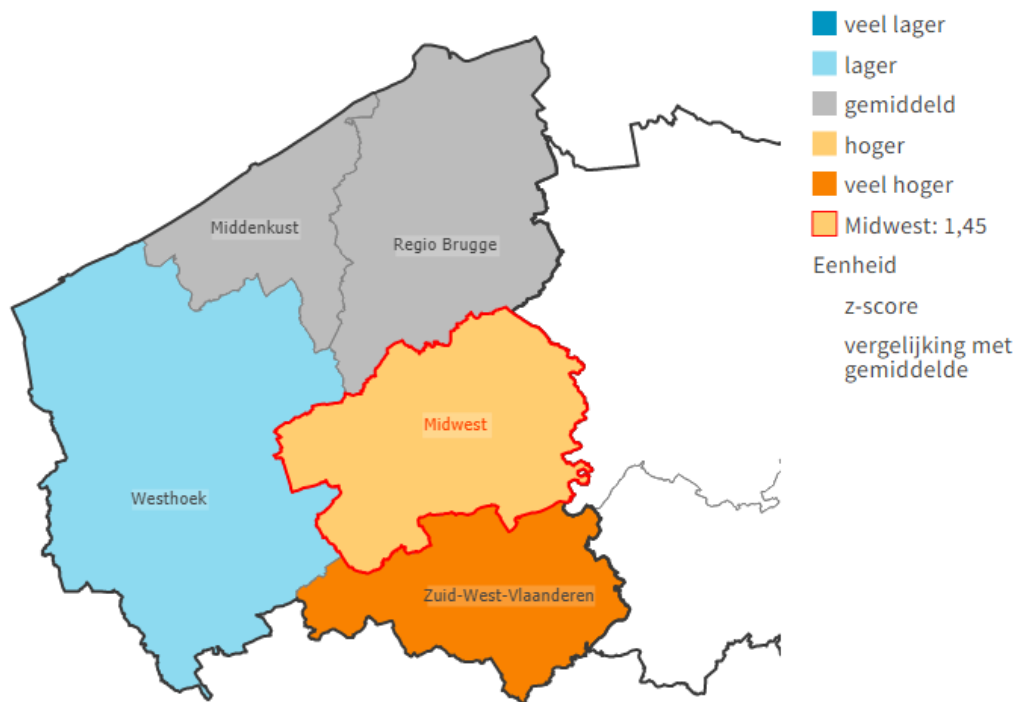 veel lager
lager
gemiddeld
hoger
veel hoger
Midwest: 1,45
Eenheid
z-score
vergelijking met
gemiddelde
Middenkust
Regio Brugge
Midwest
Westhoek
Zuid-West-Vlaanderen